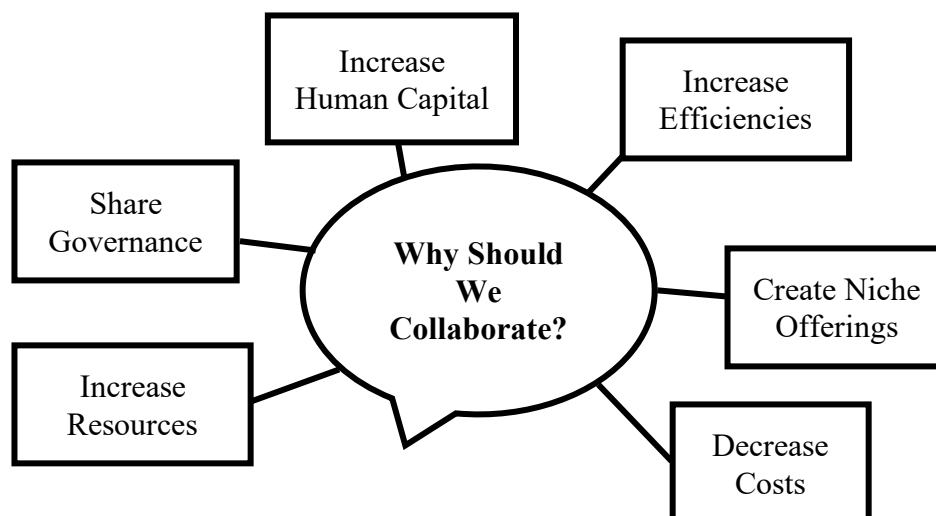 Increase
Human Capital
Increase
Efficiencies
Share
Governance
Why Should
We
Collaborate?
Create Niche
Offerings
Increase
Resources
Decrease
Costs